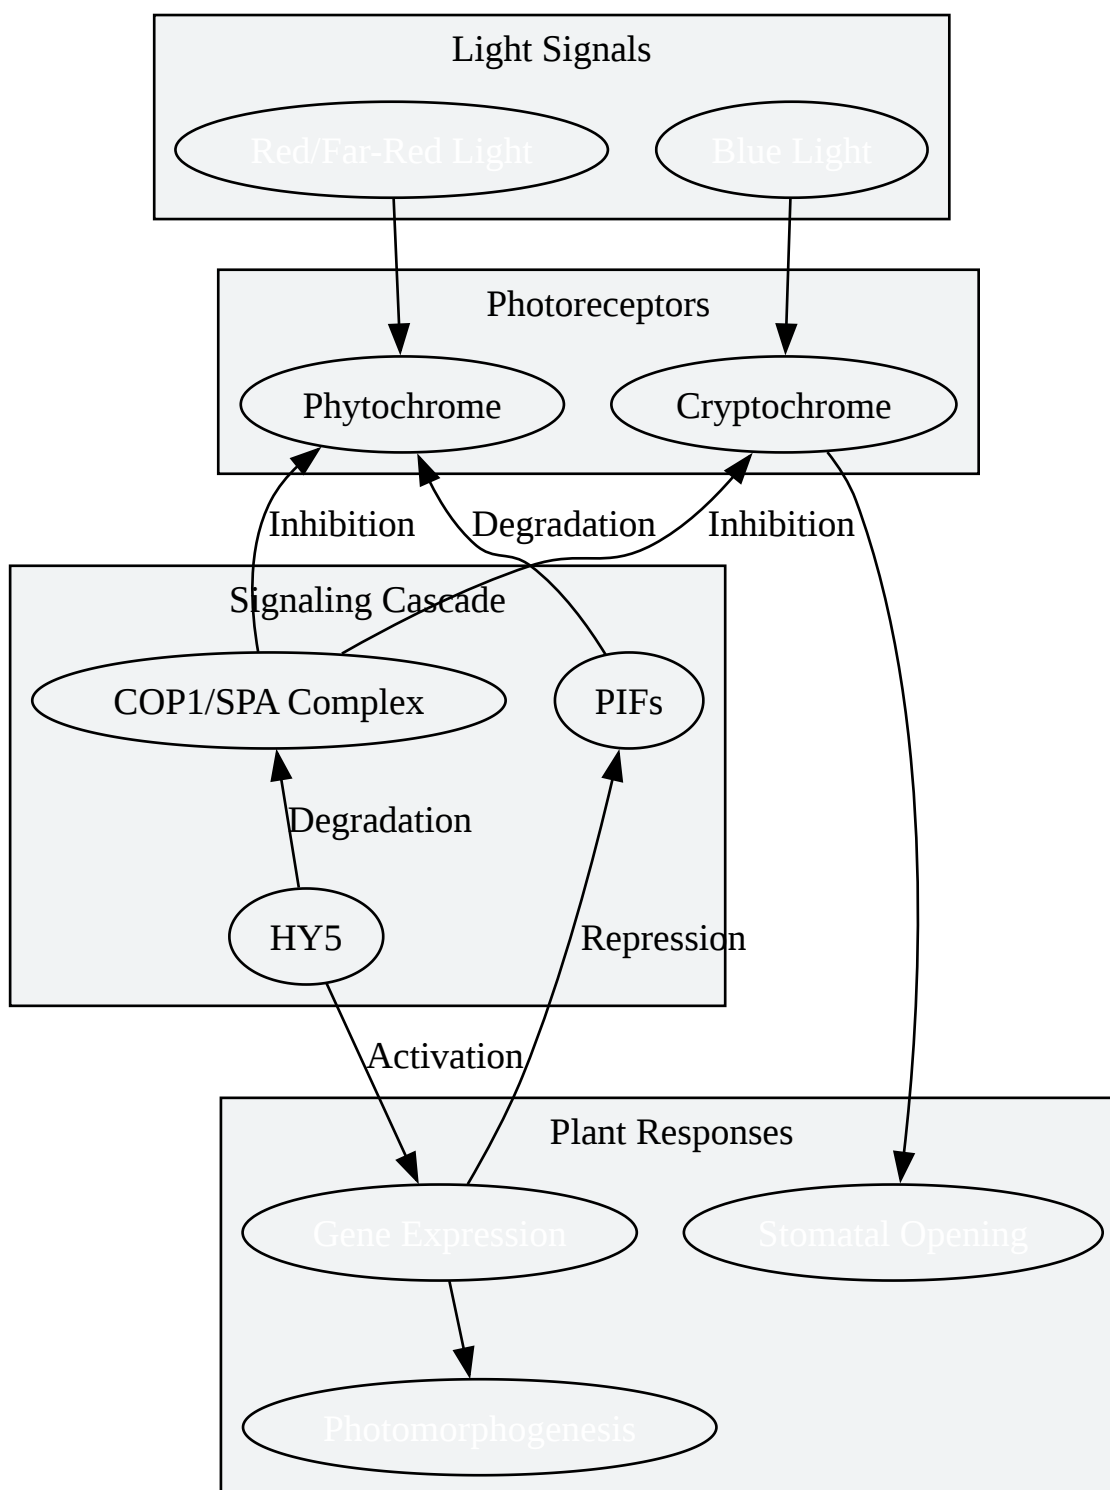 Light Signals
Red/Far-Red Light
Blue Light
Photoreceptors
Phytochrome
Cryptochrome
Inhibition
Degradation
Inhibition
Signaling Cascade
COP1/SPA Complex
PIFs
Degradation
HY5
Repression
Activation
Plant Responses
Gene Expression
Stomatal Opening
Photomorphogenesis